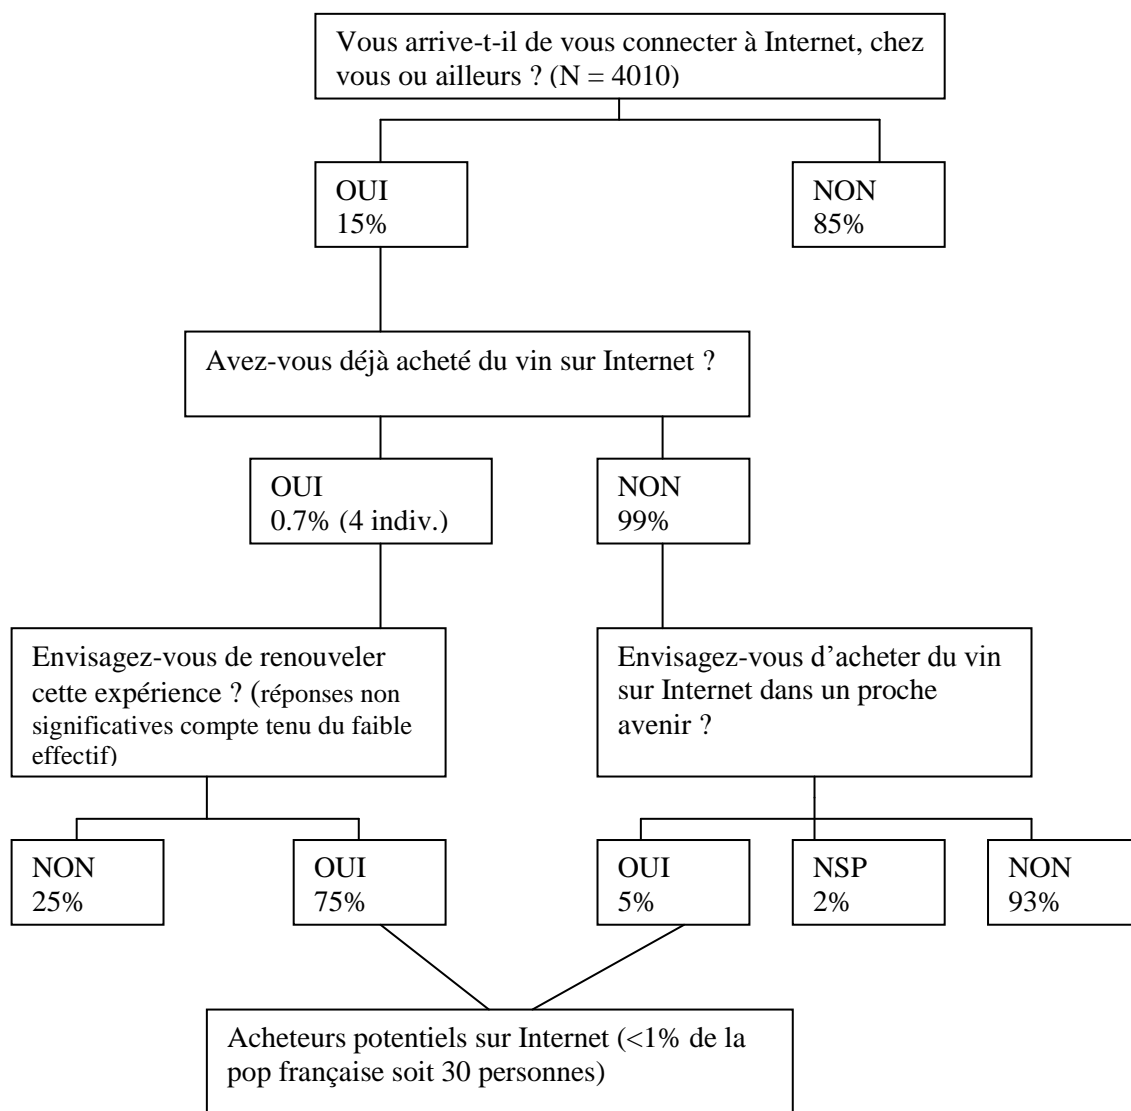 Vous arrive-t-il de vous connecter à Internet, chez
vous ou ailleurs ? (N = 4010)
OUI
15%
NON
85%
Avez-vous déjà acheté du vin sur Internet ?
OUI
0.7% (4 indiv.)
NON
99%
Envisagez-vous de renouveler
cette expérience ? (réponses non
significatives compte tenu du faible
effectif)
Envisagez-vous d’acheter du vin
sur Internet dans un proche
avenir ?
NON
25%
OUI
75%
OUI
5%
NSP
2%
NON
93%
Acheteurs potentiels sur Internet (<1% de la
pop française soit 30 personnes)